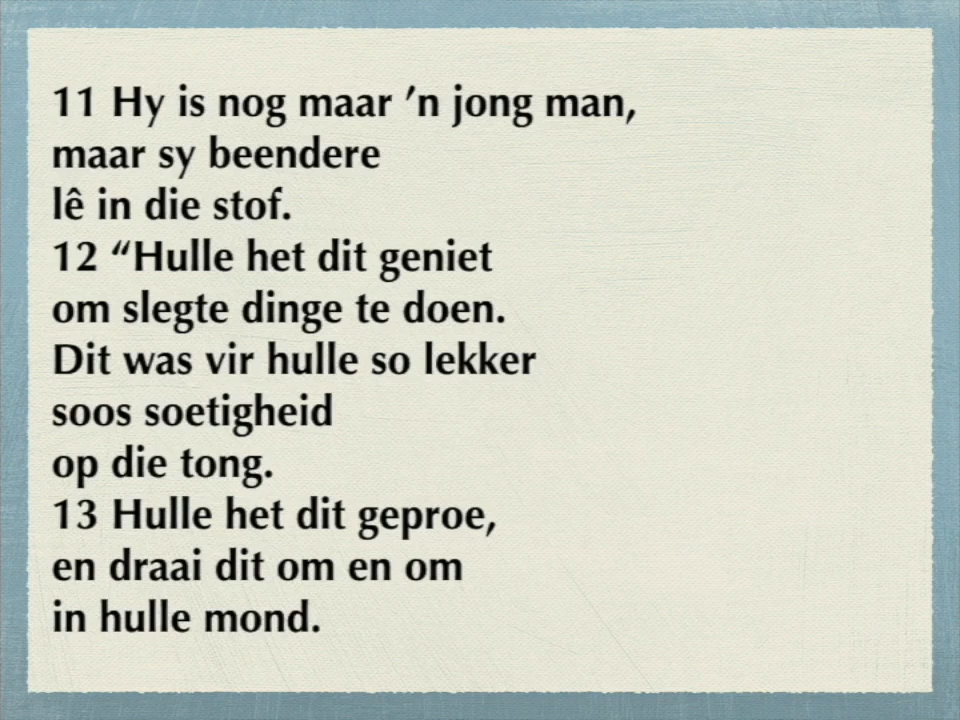 11 Hy is nog maar ’n jong man,
maar sy beendere
lê in die stof.
12 “Hulle het dit geniet
om slegte dinge te doen.
Dit was vir hulle so lekker
soos soetigheid
op die tong.
13 Hulle het dit geproe,
en draai dit om en om
in hulle mond.